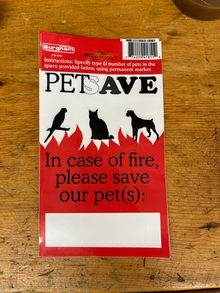 Burgham
Instructions: Specify type & number of pets in the
space provided below, using permanent marker.
PETSAVE
In case of fire,
please save
our pet(s):